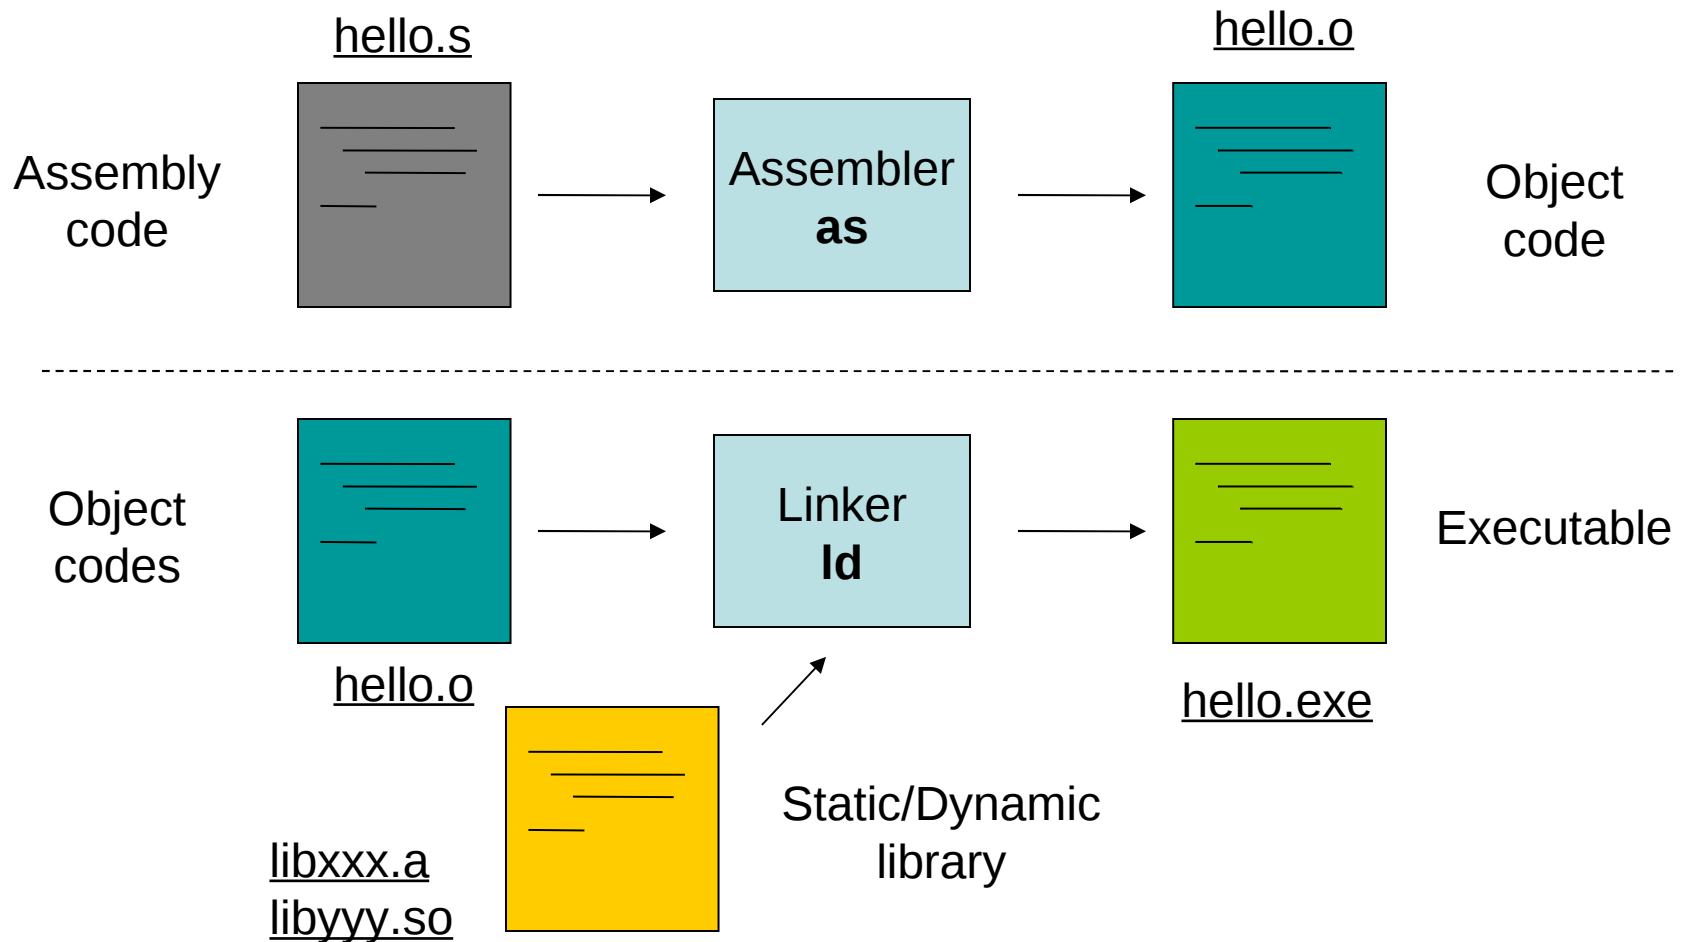 hello.s
hello.o
Assembly
code
Assembler
as
Object
code
Object
codes
Linker
ld
Executable
hello.o
hello.exe
Static/Dynamic
library
libxxx.a
libyyy.so